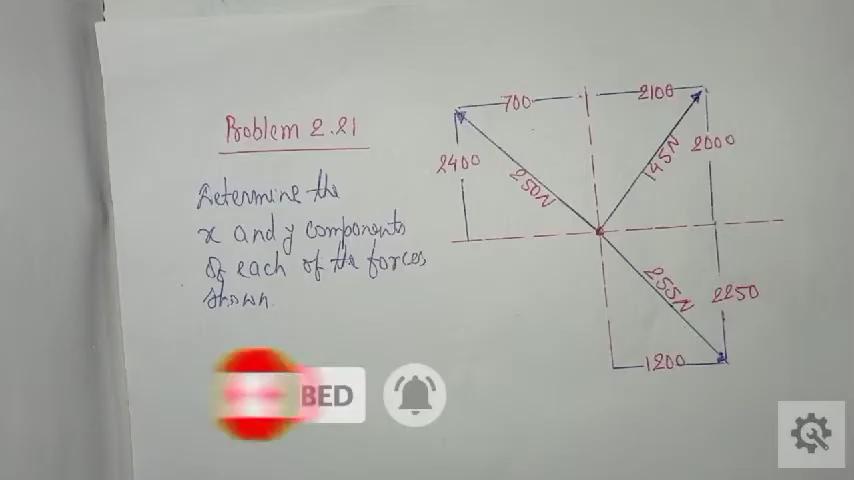 Problem 2.21
Determine the
x and y components
of each of the forces
shown.
700
2100
2400
2000
250N
145N
255N
2250
1200
BED